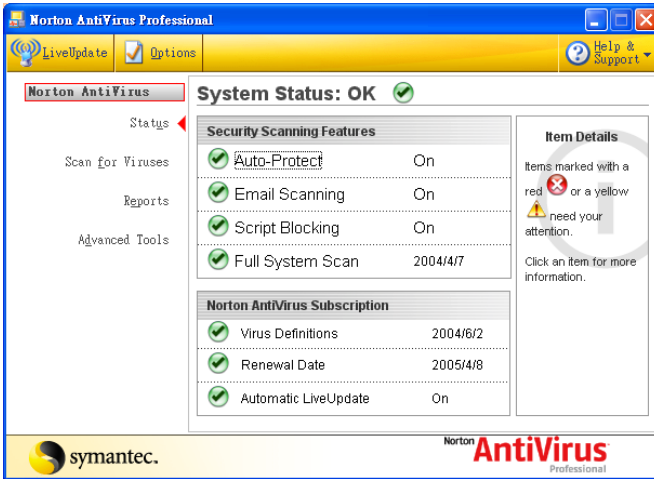 Norton AntiVirus Professional
LiveUpdate
Options
Help &
Support
Norton AntiVirus
Status
Scan for Viruses
Reports
Advanced Tools
System Status: OK
Security Scanning Features
Auto-Protect On
Email Scanning On
Script Blocking On
Full System Scan 2004/4/7
Norton AntiVirus Subscription
Virus Definitions 2004/6/2
Renewal Date 2005/4/8
Automatic LiveUpdate On
Item Details
Items marked with a
red or a yellow
need your
attention.
Click an item for more
information.
symantec.
Norton AntiVirus
Professional